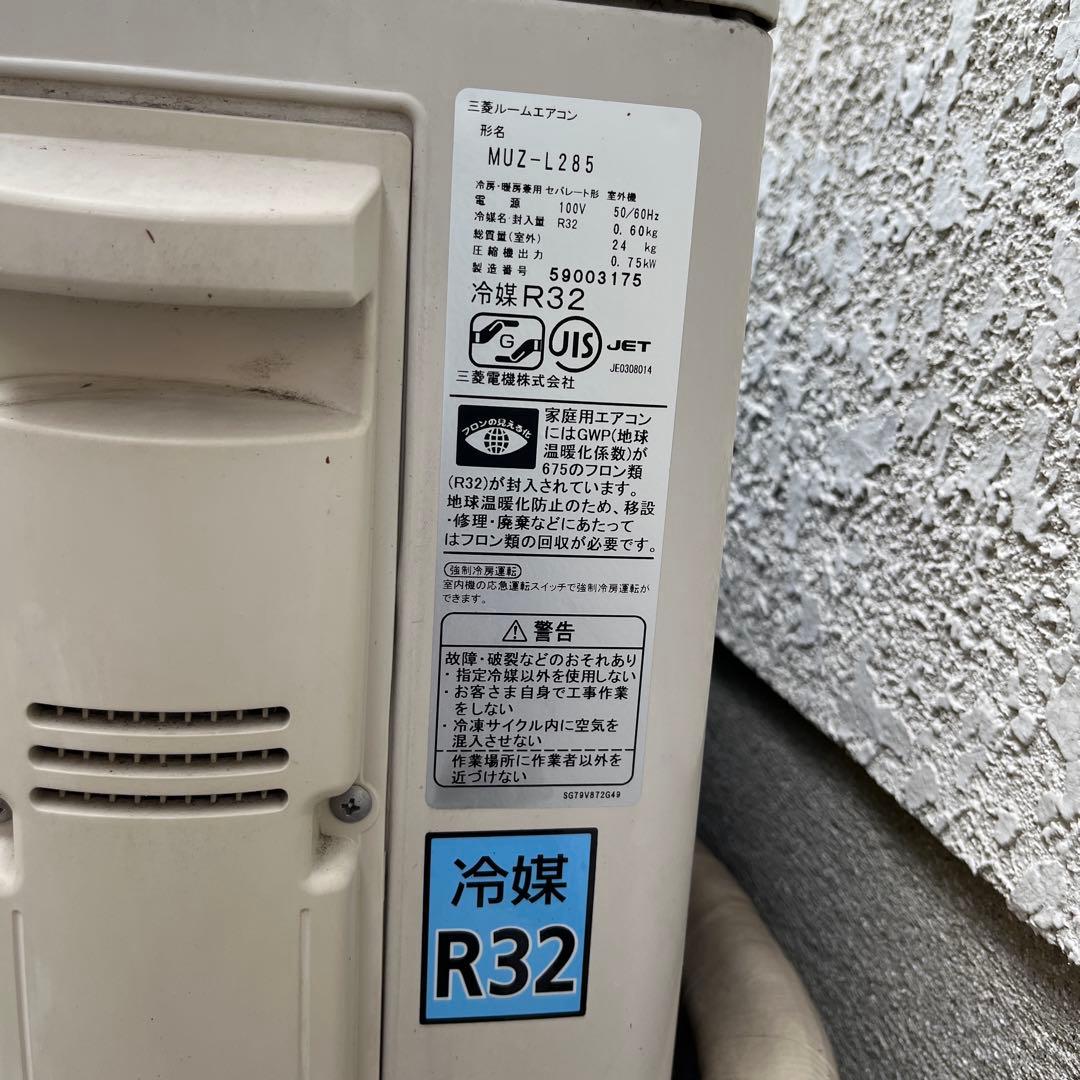 三菱ルームエアコン
形名
MUZ-L285
冷房・暖房兼用 セパレート形 室外機
電源 100V 50/60Hz
冷媒名・封入量 R32 0.60kg
総質量(室外) 24 kg
圧縮機出力 0.75kW
製造番号 59003175
冷媒R32
G
JIS
JET
JE0308014
三菱電機株式会社
フロンの見える化
家庭用エアコン
にはGWP(地球
温暖化係数)が
675のフロン類
(R32)が封入されています。
地球温暖化防止のため、移設
・修理・廃棄などにあたって
はフロン類の回収が必要です。
強制冷房運転
室内機の応急運転スイッチで強制冷房運転が
できます。
警告
故障・破裂などのおそれあり
・指定冷媒以外を使用しない
・お客さま自身で工事作業
をしない
・冷凍サイクル内に空気を
混入させない
作業場所に作業者以外を
近づけない
SG79V872G49
冷媒
R32